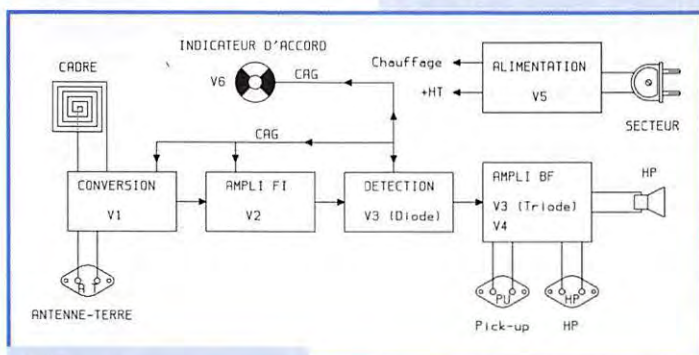 INDICATEUR D'ACCORD
CADRE
V6
CAG
Chauffage
+HT
ALIMENTATION
V5
SECTEUR
CAG
CONVERSION
V1
AMPLI FI
V2
DETECTION
V3 (Diode)
AMPLI BF
V3 (Triode)
V4
HP
A T
ANTENNE-TERRE
PU
HP
Pick-up
HP